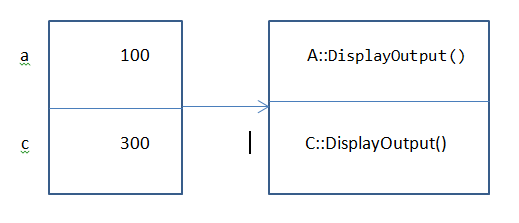 a 100 A::DisplayOutput()
c 300 C::DisplayOutput()